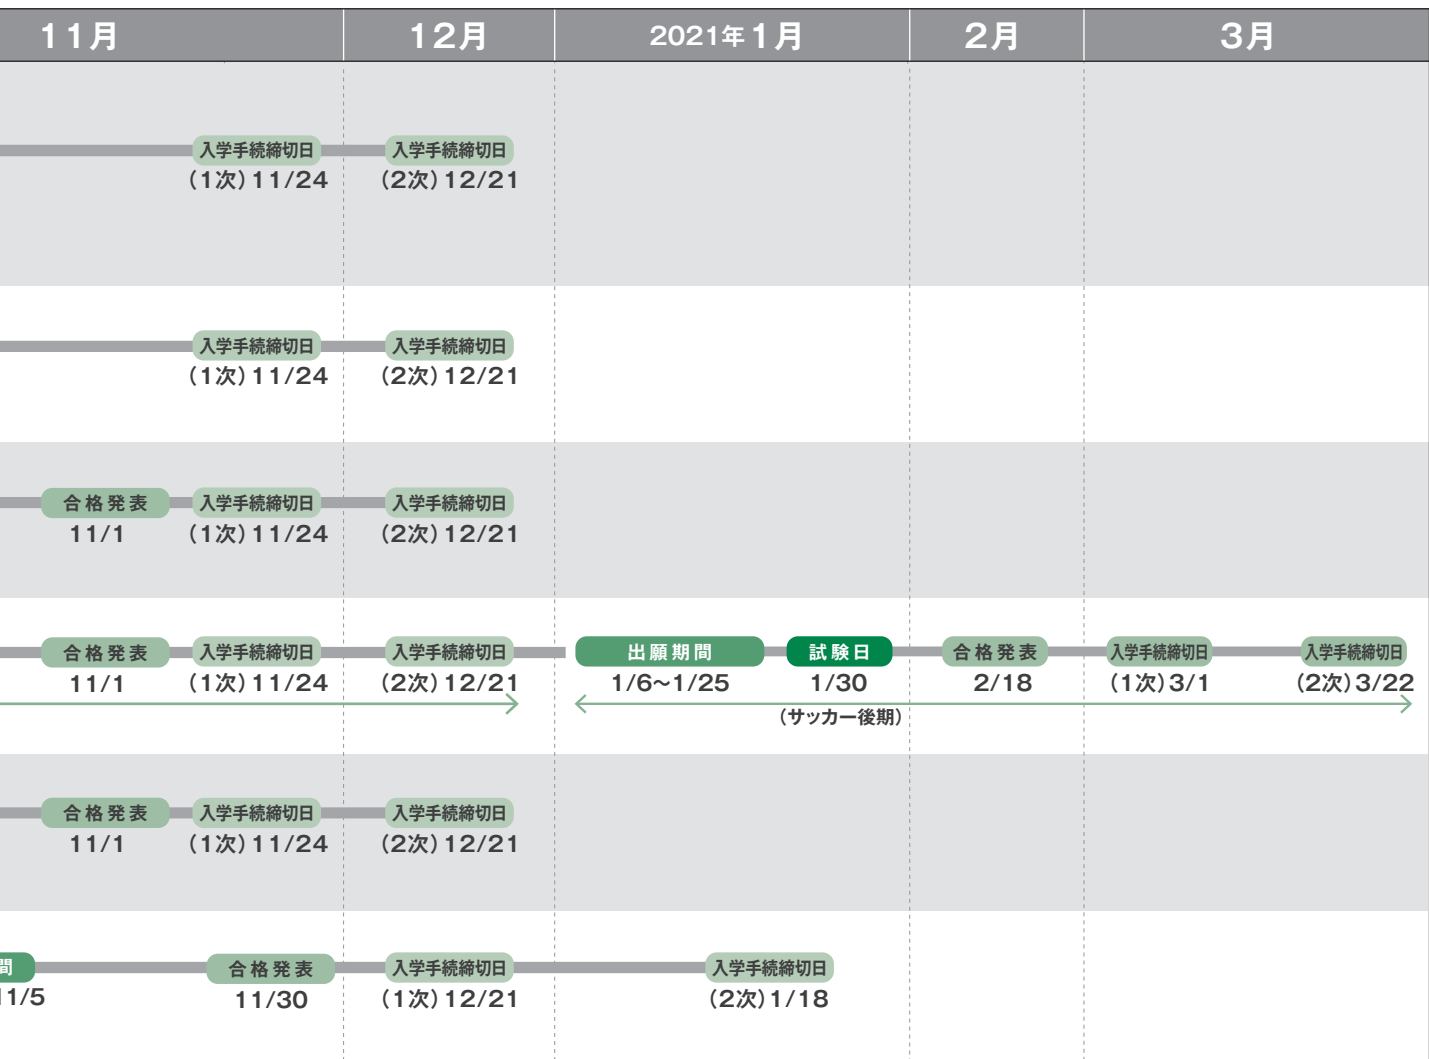 11月 12月 2021年1月 2月 3月
入学手続締切日 入学手続締切日
(1次)11/24 (2次)12/21
入学手続締切日 入学手続締切日
(1次)11/24 (2次)12/21
合格発表 入学手続締切日 入学手続締切日
11/1 (1次)11/24 (2次)12/21
合格発表 入学手続締切日 入学手続締切日 出願期間 試験日 合格発表 入学手続締切日 入学手続締切日
11/1 (1次)11/24 (2次)12/21 1/6〜1/25 1/30 2/18 (1次)3/1 (2次)3/22
(サッカー後期)
合格発表 入学手続締切日 入学手続締切日
11/1 (1次)11/24 (2次)12/21
間 合格発表 入学手続締切日 入学手続締切日
11/5 11/30 (1次)12/21 (2次)1/18